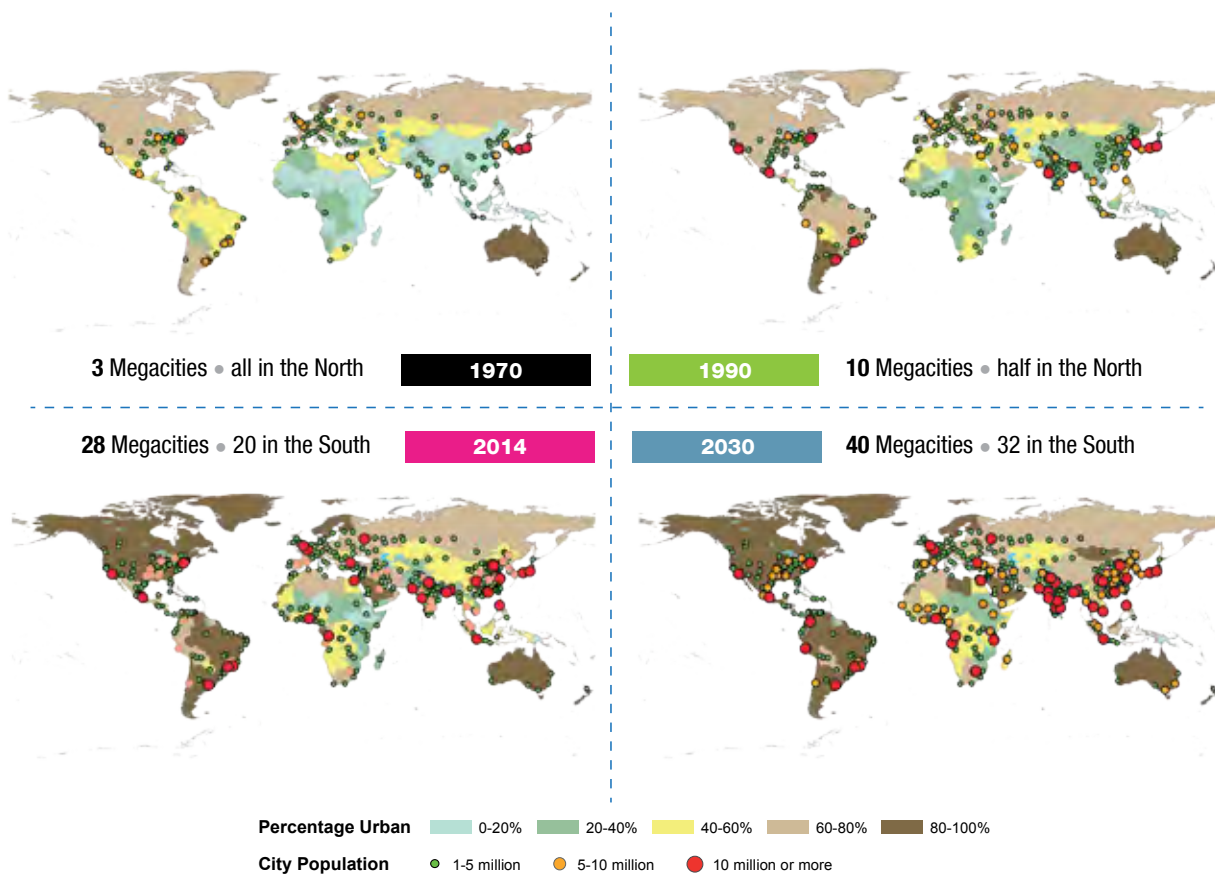 3 Megacities • all in the North
1970
1990
10 Megacities • half in the North
28 Megacities • 20 in the South
2014
2030
40 Megacities • 32 in the South
Percentage Urban
0-20%
20-40%
40-60%
60-80%
80-100%
City Population
1-5 million
5-10 million
10 million or more